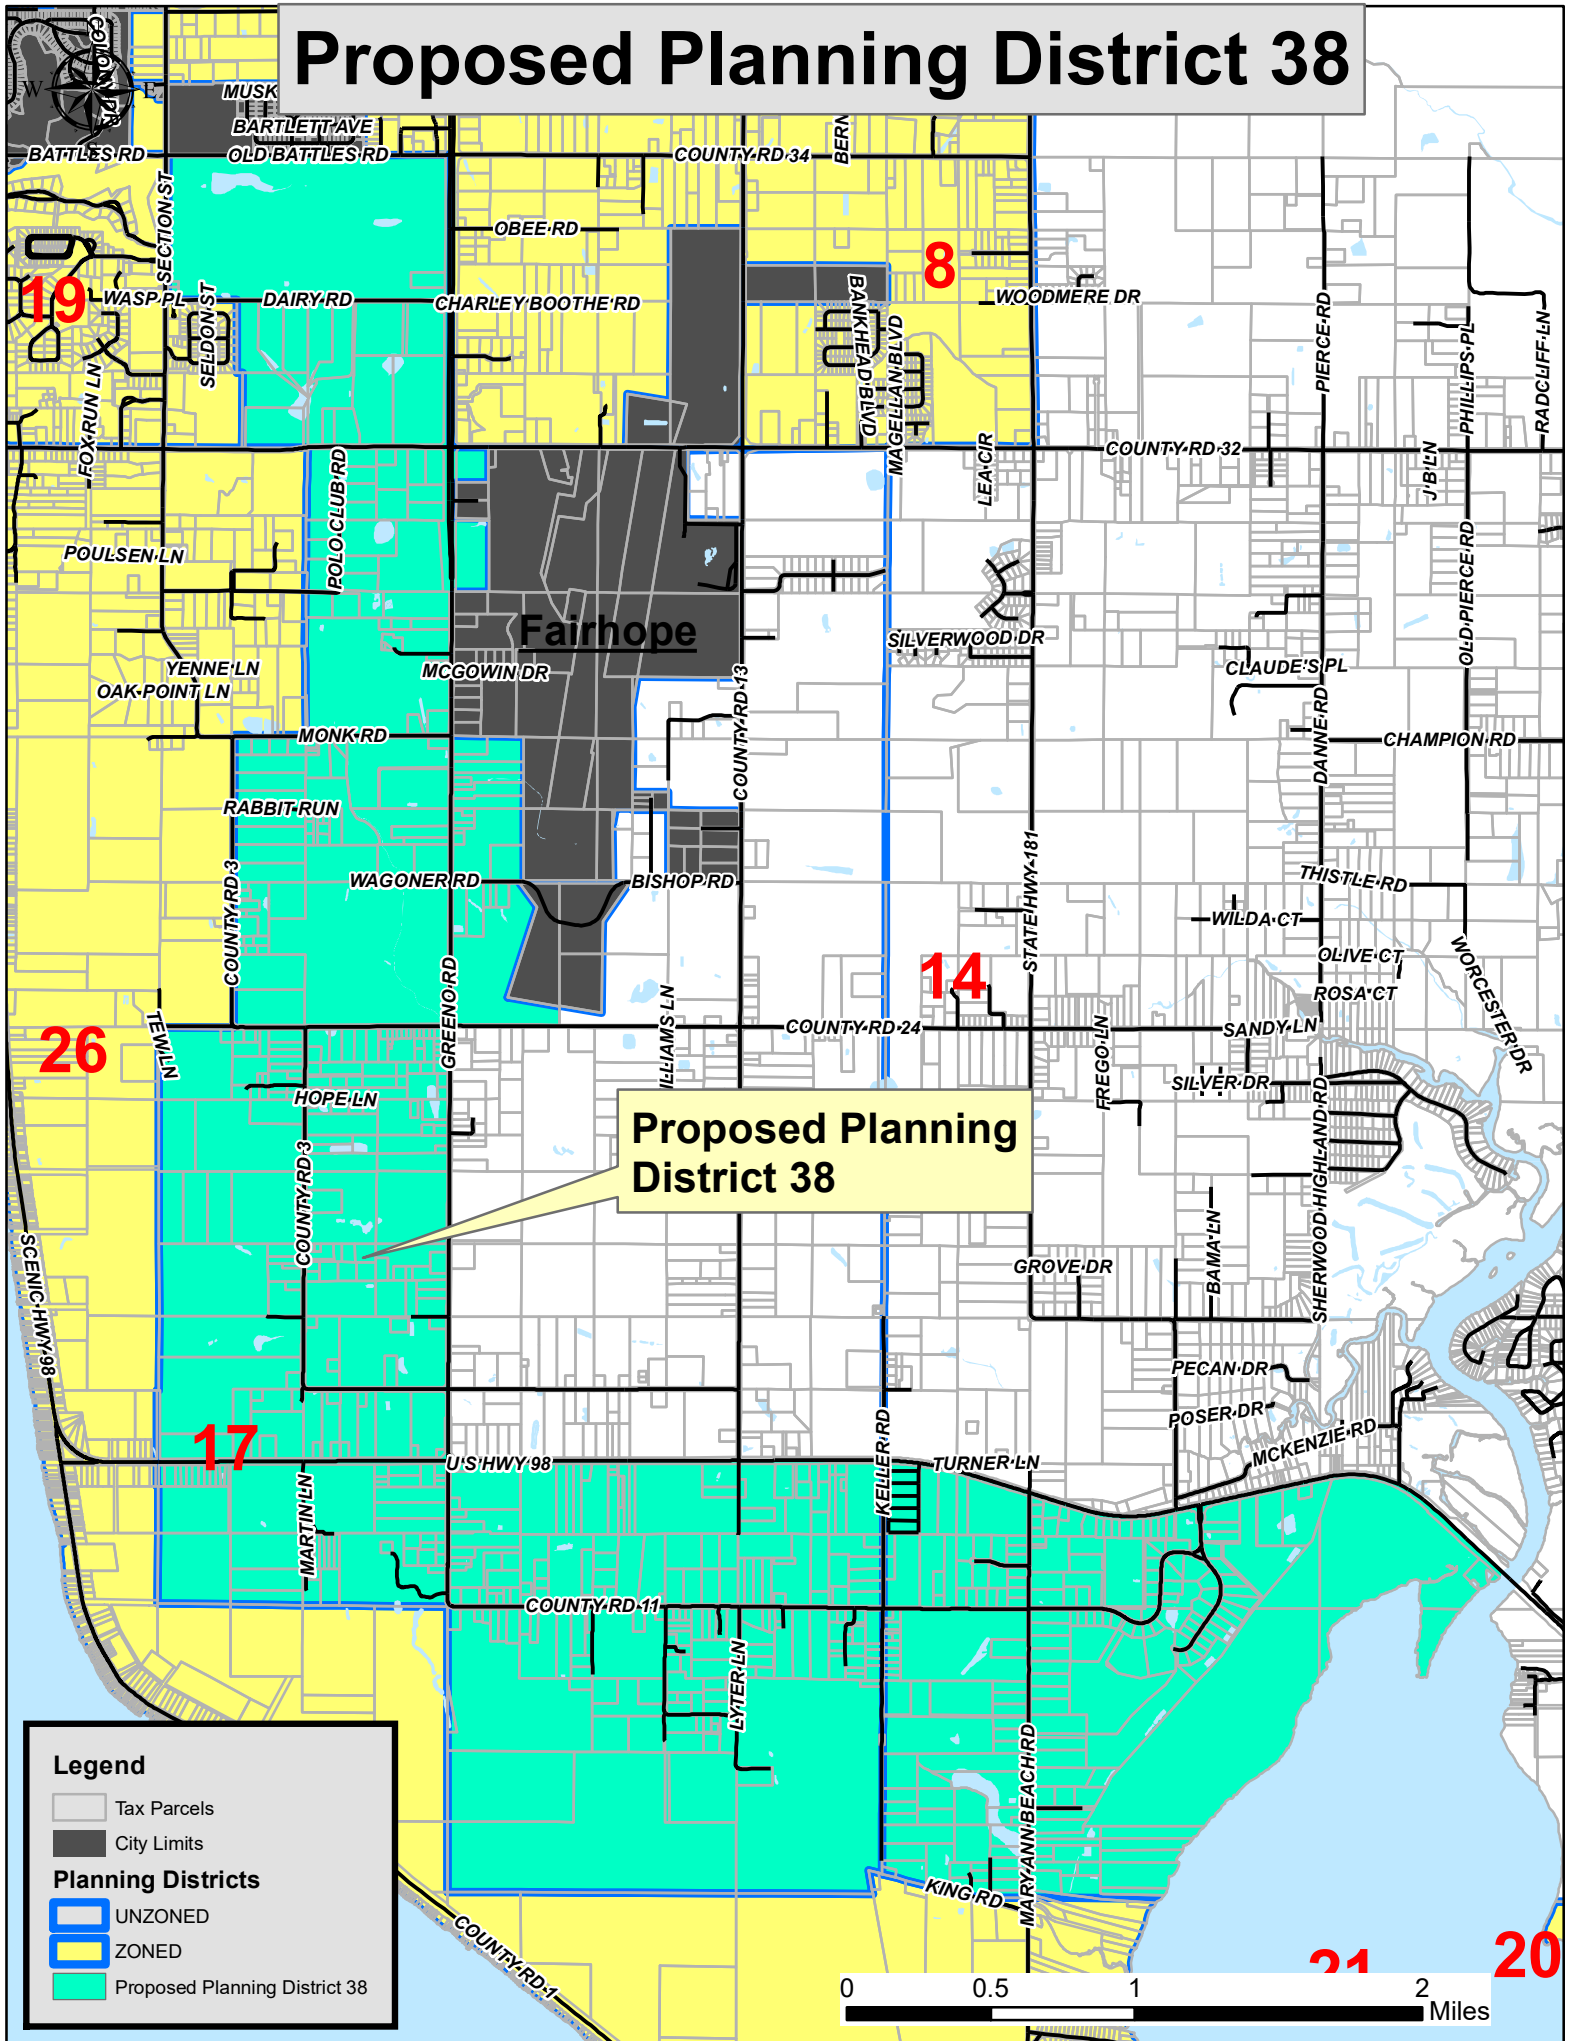 Proposed Planning District 38
COLONY DR
W
E
MUSK
BARTLETT AVE
BERN
BATTLES RD
OLD BATTLES RD
COUNTY RD 34
SECTION ST
OBEE RD
8
19
WASP PL
SELDON ST
DAIRY RD
CHARLEY BOOTHE RD
BANKHEAD BLVD
MAGELLAN BLVD
WOODMERE DR
PIERCE RD
PHILLIPS PL
RADCLIFF LN
FOX RUN LN
POLO CLUB RD
LEA CIR
COUNTY RD 32
J B LN
POULSEN LN
OLD PIERCE RD
Fairhope
SILVERWOOD DR
YENNE LN
MCGOWIN DR
CLAUDE'S PL
OAK POINT LN
COUNTY RD 13
MONK RD
DANNE RD
CHAMPION RD
RABBIT RUN
COUNTY RD 3
WAGONER RD
BISHOP RD
STATE HWY 181
THISTLE RD
WILDA CT
GREENO RD
14
OLIVE CT
ROSA CT
WORCESTER DR
26
TEW LN
ILLIAMS LN
COUNTY RD 24
SANDY LN
FREGO LN
SILVER DR
HOPE LN
Proposed Planning
District 38
COUNTY RD 3
SHERWOOD HIGHLAND RD
BAMA LN
SCENIC HWY 98
GROVE DR
PECAN DR
POSER DR
MCKENZIE RD
17
U S HWY 98
KELLER RD
TURNER LN
MARTIN LN
COUNTY RD 11
LYTER LN
MARY ANN BEACH RD
KING RD
COUNTY RD 1
21
20
Legend
Tax Parcels
City Limits
Planning Districts
UNZONED
ZONED
Proposed Planning District 38
0
0.5
1
2
Miles